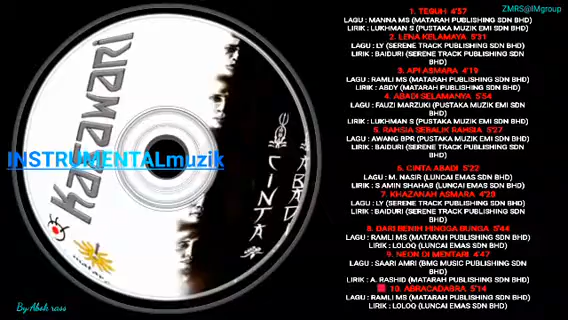 ZMRS@IMgroup
1. TEGUH 4'57
LAGU : MANNA MS (MATARAH PUBLISHING SDN BHD)
LIRIK : LUKHMAN S (PUSTAKA MUZIK EMI SDN BHD)
2. LENA KELAMAYA 5'31
LAGU : LY (SERENE TRACK PUBLISHING SDN BHD)
LIRIK : BAIDURI (SERENE TRACK PUBLISHING SDN
BHD)
3. API ASMARA 4'19
LAGU : RAMLI MS (MATARAH PUBLISHING SDN BHD)
LIRIK : ABDY (MATARAH PUBLISHING SDN BHD)
4. ABADI SELAMANYA 5'54
LAGU : FAUZI MARZUKI (PUSTAKA MUZIK EMI SDN
BHD)
LIRIK : LUKHMAN S (PUSTAKA MUZIK EMI SDN BHD)
5. RAHSIA SEBALIK RAHSIA 5'27
LAGU : AWANG BPR (PUSTAKA MUZIK EMI SDN BHD)
LIRIK : BAIDURI (SERENE TRACK PUBLISHING SDN
BHD)
6. CINTA ABADI 5'22
LAGU : M. NASIR (LUNCAI EMAS SDN BHD)
LIRIK : S AMIN SHAHAB (LUNCAI EMAS SDN BHD)
7. KHAZANAH ASMARA 4'28
LAGU : LY (SERENE TRACK PUBLISHING SDN BHD)
LIRIK : BAIDURI (SERENE TRACK PUBLISHING SDN
BHD)
8. DARI BENIH HINGGA BUNGA 5'44
LAGU : RAMLI MS (MATARAH PUBLISHING SDN BHD)
LIRIK : LOLOQ (LUNCAI EMAS SDN BHD)
9. NEON DI MENTARI 4'47
LAGU : SAARI AMRI (BMG MUSIC PUBLISHING SDN
BHD)
LIRIK : A. RASHID (MATARAH PUBLISHING SDN BHD)
10. ABRACADABRA 5'14
LAGU : RAMLI MS (MATARAH PUBLISHING SDN BHD)
LIRIK : LOLOQ (LUNCAI EMAS SDN BHD)
Karawari
INSTRUMENTALmuzik
CINTA
ABADI
By:Abok rass